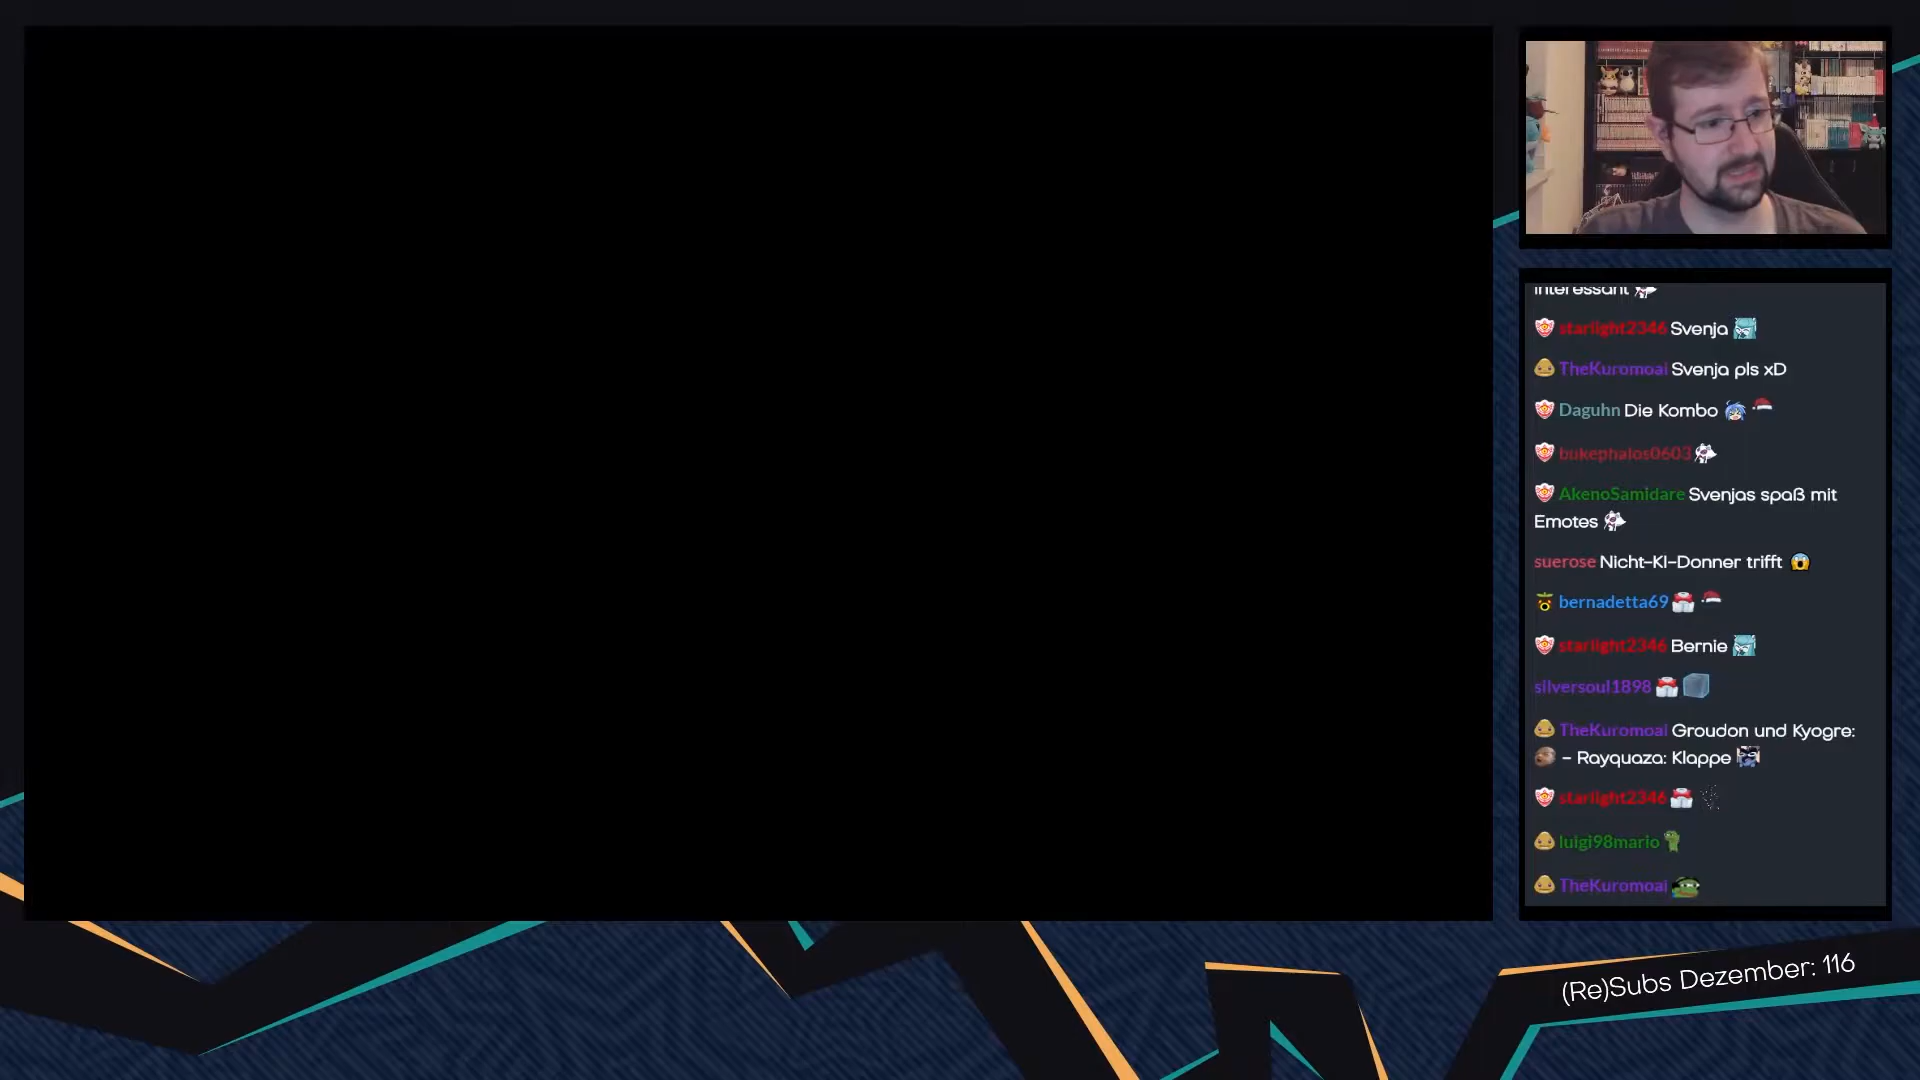 interessant
starlight2346 Svenja
TheKuromoai Svenja pls xD
Daguhn Die Kombo
bukephalos0603
AkenoSamidare Svenjas spaß mit
Emotes
suerose Nicht-KI-Donner trifft
bernadetta69
starlight2346 Bernie
silversoul1898
TheKuromoai Groudon und Kyogre:
- Rayquaza: Klappe
starlight2346
luigi98mario
TheKuromoai
(Re)Subs Dezember: 116